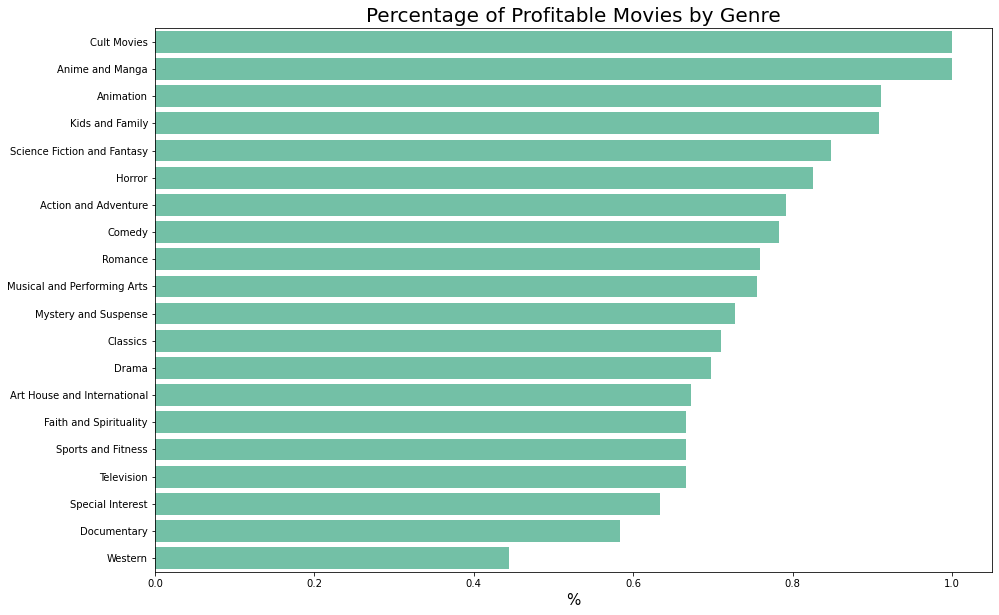 Percentage of Profitable Movies by Genre
Cult Movies
Anime and Manga
Animation
Kids and Family
Science Fiction and Fantasy
Horror
Action and Adventure
Comedy
Romance
Musical and Performing Arts
Mystery and Suspense
Classics
Drama
Art House and International
Faith and Spirituality
Sports and Fitness
Television
Special Interest
Documentary
Western
0.0 0.2 0.4 0.6 0.8 1.0
%